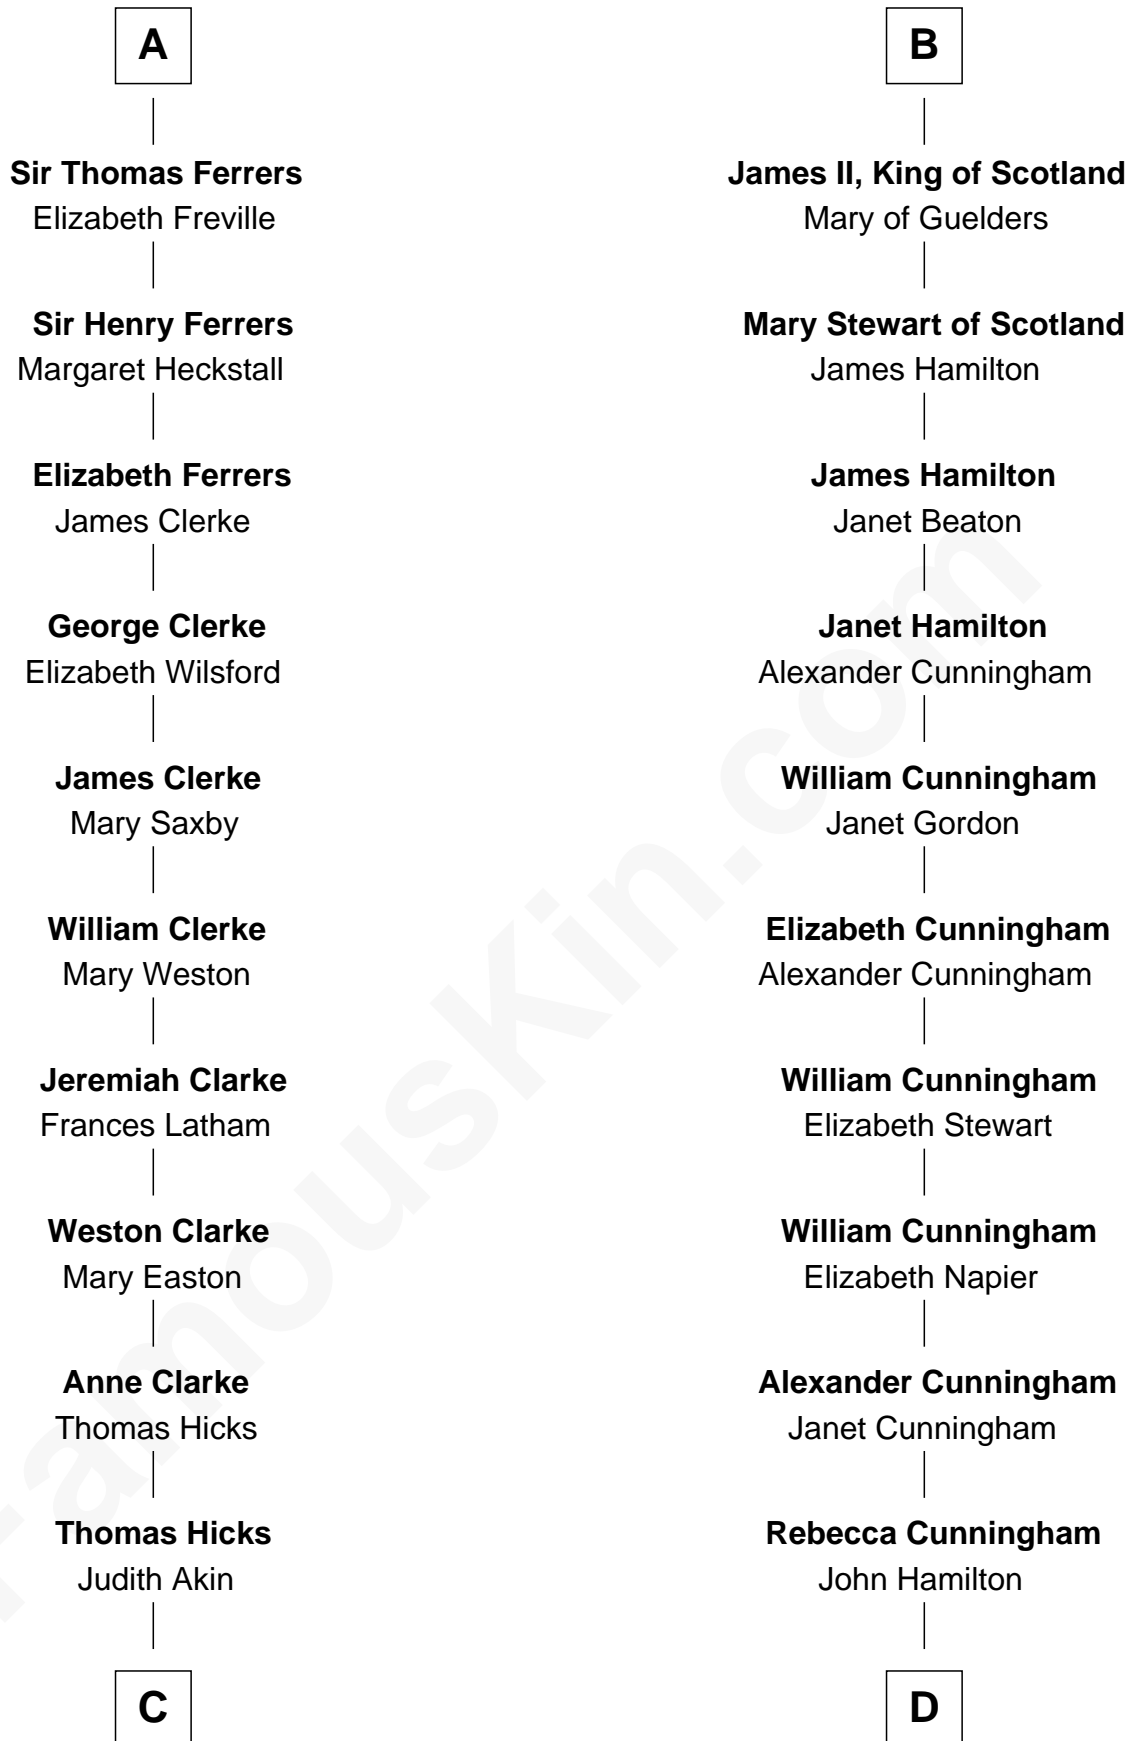 A
Sir Thomas Ferrers
Elizabeth Freville
Sir Henry Ferrers
Margaret Heckstall
Elizabeth Ferrers
James Clerke
George Clerke
Elizabeth Wilsford
James Clerke
Mary Saxby
William Clerke
Mary Weston
Jeremiah Clarke
Frances Latham
Weston Clarke
Mary Easton
Anne Clarke
Thomas Hicks
Thomas Hicks
Judith Akin
C
B
James II, King of Scotland
Mary of Guelders
Mary Stewart of Scotland
James Hamilton
James Hamilton
Janet Beaton
Janet Hamilton
Alexander Cunningham
William Cunningham
Janet Gordon
Elizabeth Cunningham
Alexander Cunningham
William Cunningham
Elizabeth Stewart
William Cunningham
Elizabeth Napier
Alexander Cunningham
Janet Cunningham
Rebecca Cunningham
John Hamilton
D
FamousKin.com